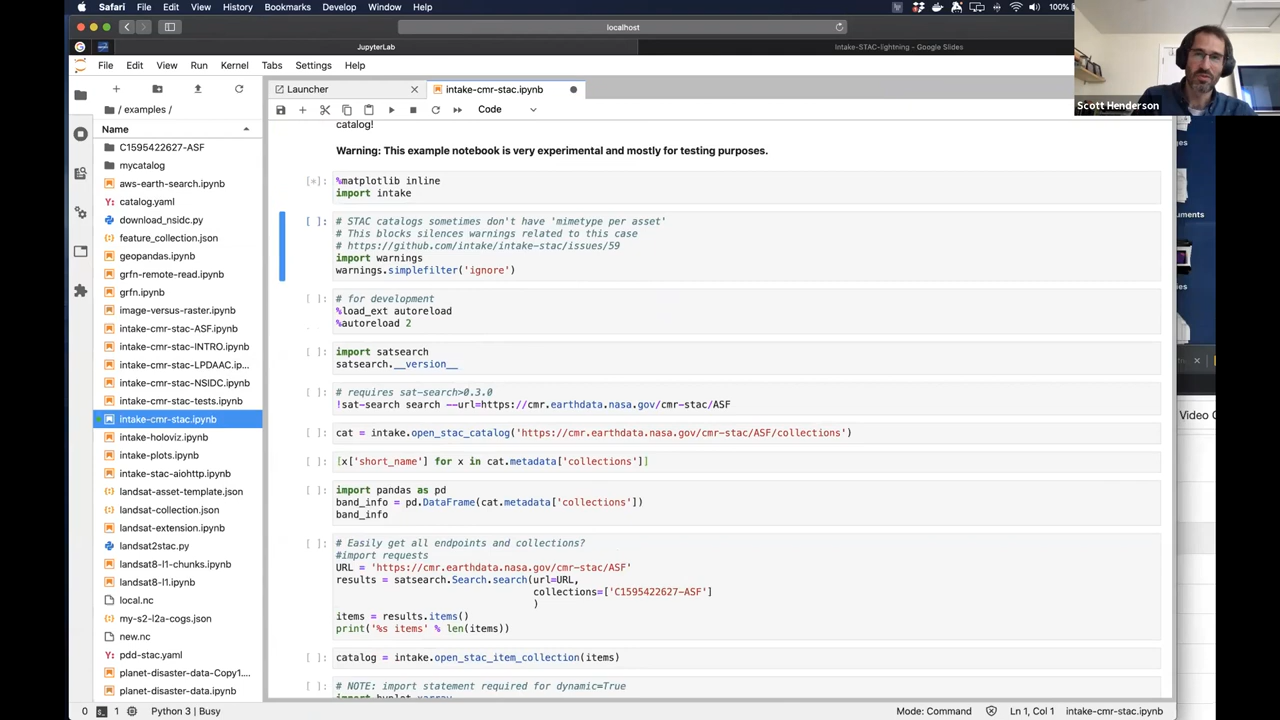 Safari File Edit View History Bookmarks Develop Window Help 100%
localhost
JupyterLab
Intake-STAC-lightning - Google Slides
File Edit View Run Kernel Tabs Settings Help
Launcher
intake-cmr-stac.ipynb
Code
/ examples /
Name
C1595422627-ASF
mycatalog
aws-earth-search.ipynb
catalog.yaml
download_nsidc.py
feature_collection.json
geopandas.ipynb
grfn-remote-read.ipynb
grfn.ipynb
image-versus-raster.ipynb
intake-cmr-stac-ASF.ipynb
intake-cmr-stac-INTRO.ipynb
intake-cmr-stac-LPDAAC.ip...
intake-cmr-stac-NSIDC.ipynb
intake-cmr-stac-tests.ipynb
intake-cmr-stac.ipynb
intake-holoviz.ipynb
intake-plots.ipynb
intake-stac-aiohttp.ipynb
landsat-asset-template.json
landsat-collection.json
landsat-extension.ipynb
landsat2stac.py
landsat8-l1-chunks.ipynb
landsat8-l1.ipynb
local.nc
my-s2-l2a-cogs.json
new.nc
pdd-stac.yaml
planet-disaster-data-Copy1....
planet-disaster-data.ipynb
catalog!
Warning: This example notebook is very experimental and mostly for testing purposes.
[*]: %matplotlib inline
import intake
[ ]: # STAC catalogs sometimes don't have 'mimetype per asset'
# This blocks silences warnings related to this case
# https://github.com/intake/intake-stac/issues/59
import warnings
warnings.simplefilter('ignore')
[ ]: # for development
%load_ext autoreload
%autoreload 2
[ ]: import satsearch
satsearch.__version__
[ ]: # requires sat-search>0.3.0
!sat-search search --url=https://cmr.earthdata.nasa.gov/cmr-stac/ASF
[ ]: cat = intake.open_stac_catalog('https://cmr.earthdata.nasa.gov/cmr-stac/ASF/collections')
[ ]: [x['short_name'] for x in cat.metadata['collections']]
[ ]: import pandas as pd
band_info = pd.DataFrame(cat.metadata['collections'])
band_info
[ ]: # Easily get all endpoints and collections?
#import requests
URL = 'https://cmr.earthdata.nasa.gov/cmr-stac/ASF'
results = satsearch.Search.search(url=URL,
collections=['C1595422627-ASF']
)
items = results.items()
print('%s items' % len(items))
[ ]: catalog = intake.open_stac_item_collection(items)
[ ]: # NOTE: import statement required for dynamic=True
0 1 Python 3 | Busy
Mode: Command Ln 1, Col 1 intake-cmr-stac.ipynb
Scott Henderson
Video